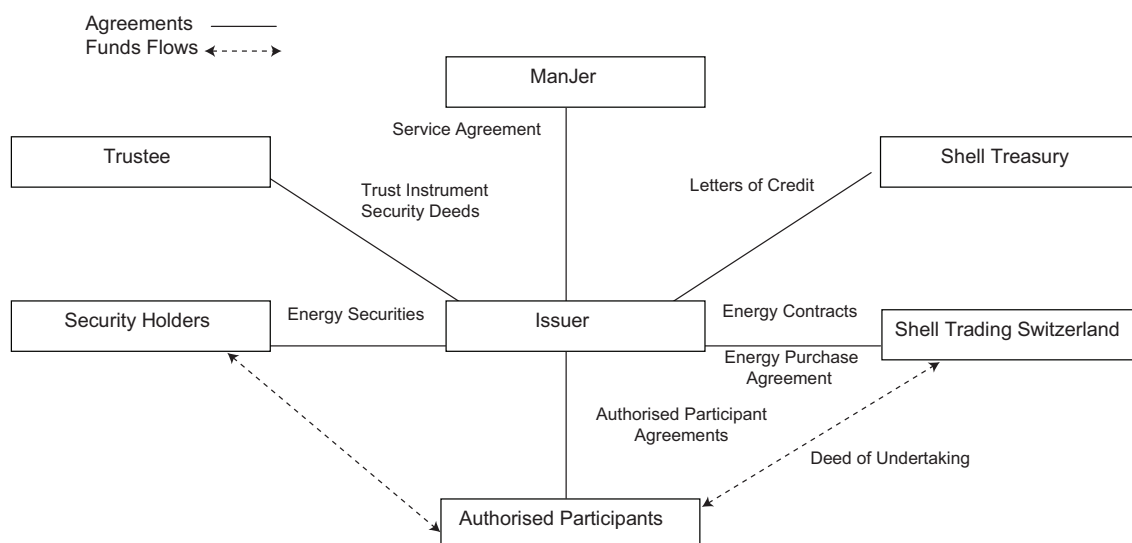 Agreements
Funds Flows
ManJer
Service Agreement
Trustee
Shell Treasury
Trust Instrument
Security Deeds
Letters of Credit
Security Holders
Energy Securities
Issuer
Energy Contracts
Shell Trading Switzerland
Energy Purchase
Agreement
Authorised Participant
Agreements
Deed of Undertaking
Authorised Participants